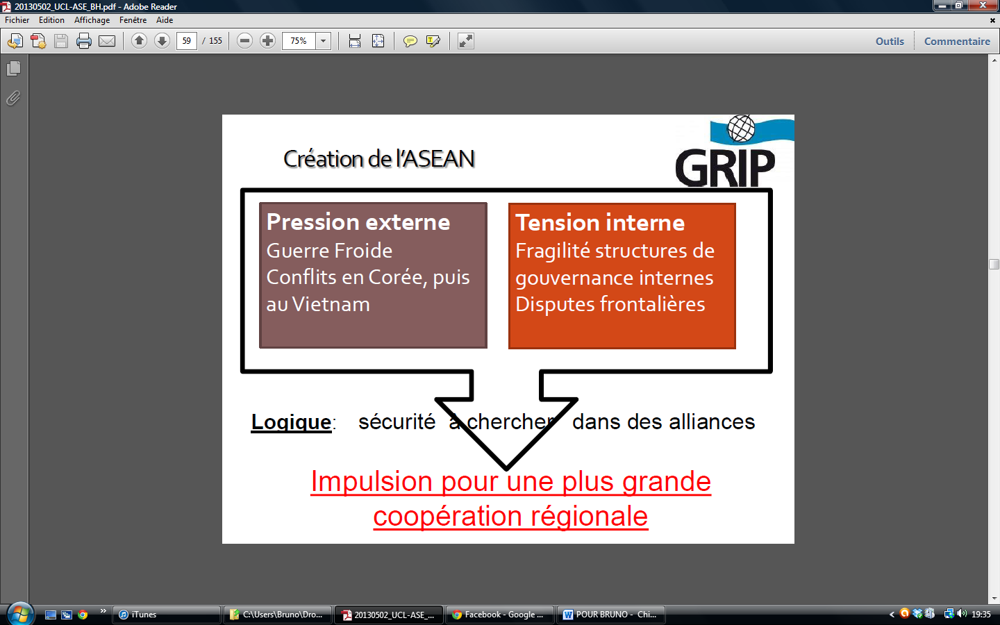 20130502_UCL-ASE_BH.pdf - Adobe Reader
Fichier Edition Affichage Fenêtre Aide
59 / 155 75% Outils Commentaire
Création de l'ASEAN
GRIP
Pression externe
Guerre Froide
Conflits en Corée, puis
au Vietnam
Tension interne
Fragilité structures de
gouvernance internes
Disputes frontalières
Logique: sécurité à chercher dans des alliances
Impulsion pour une plus grande
coopération régionale
iTunes C:\Users\Bruno\Dro... 20130502_UCL-ASE_... Facebook - Google ... POUR BRUNO - Chi... 19:35